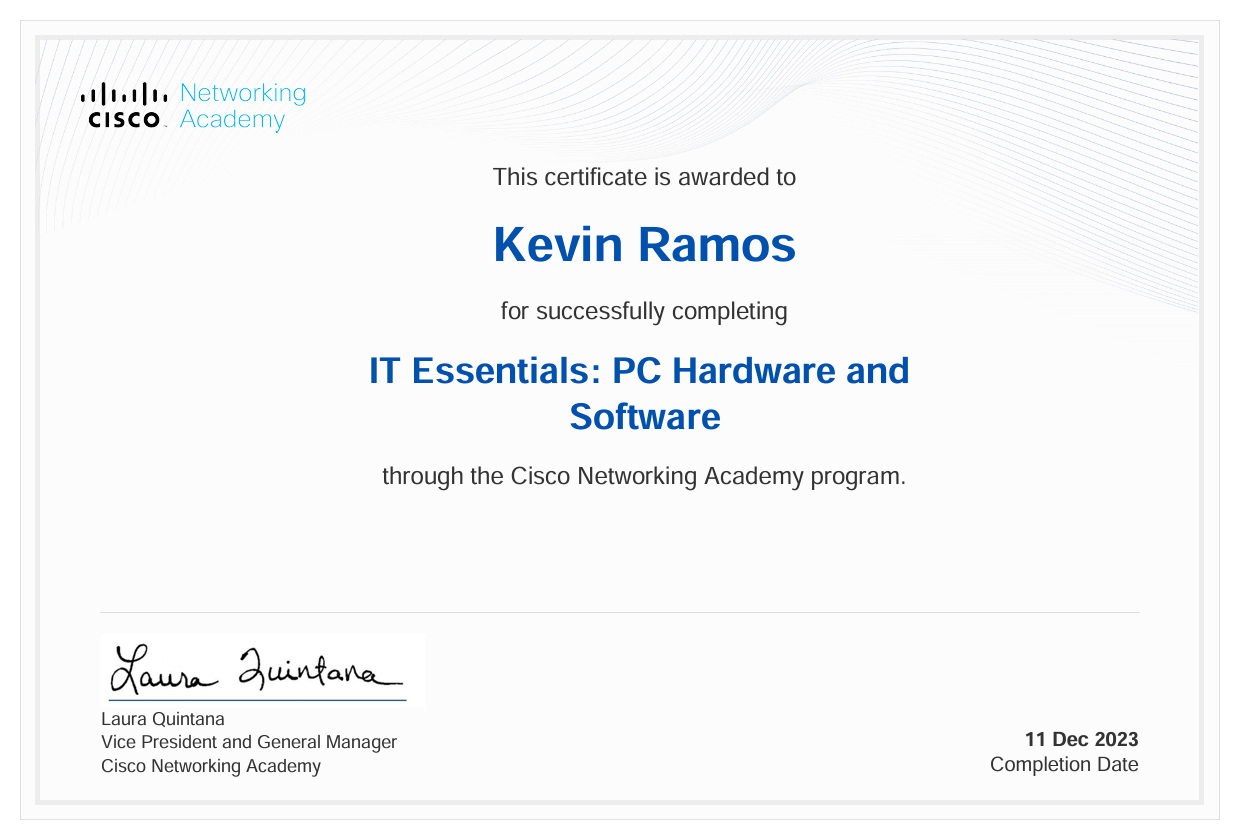 CISCO Networking
Academy
This certificate is awarded to
Kevin Ramos
for successfully completing
IT Essentials: PC Hardware and
Software
through the Cisco Networking Academy program.
Laura Quintana
Laura Quintana
Vice President and General Manager
Cisco Networking Academy
11 Dec 2023
Completion Date